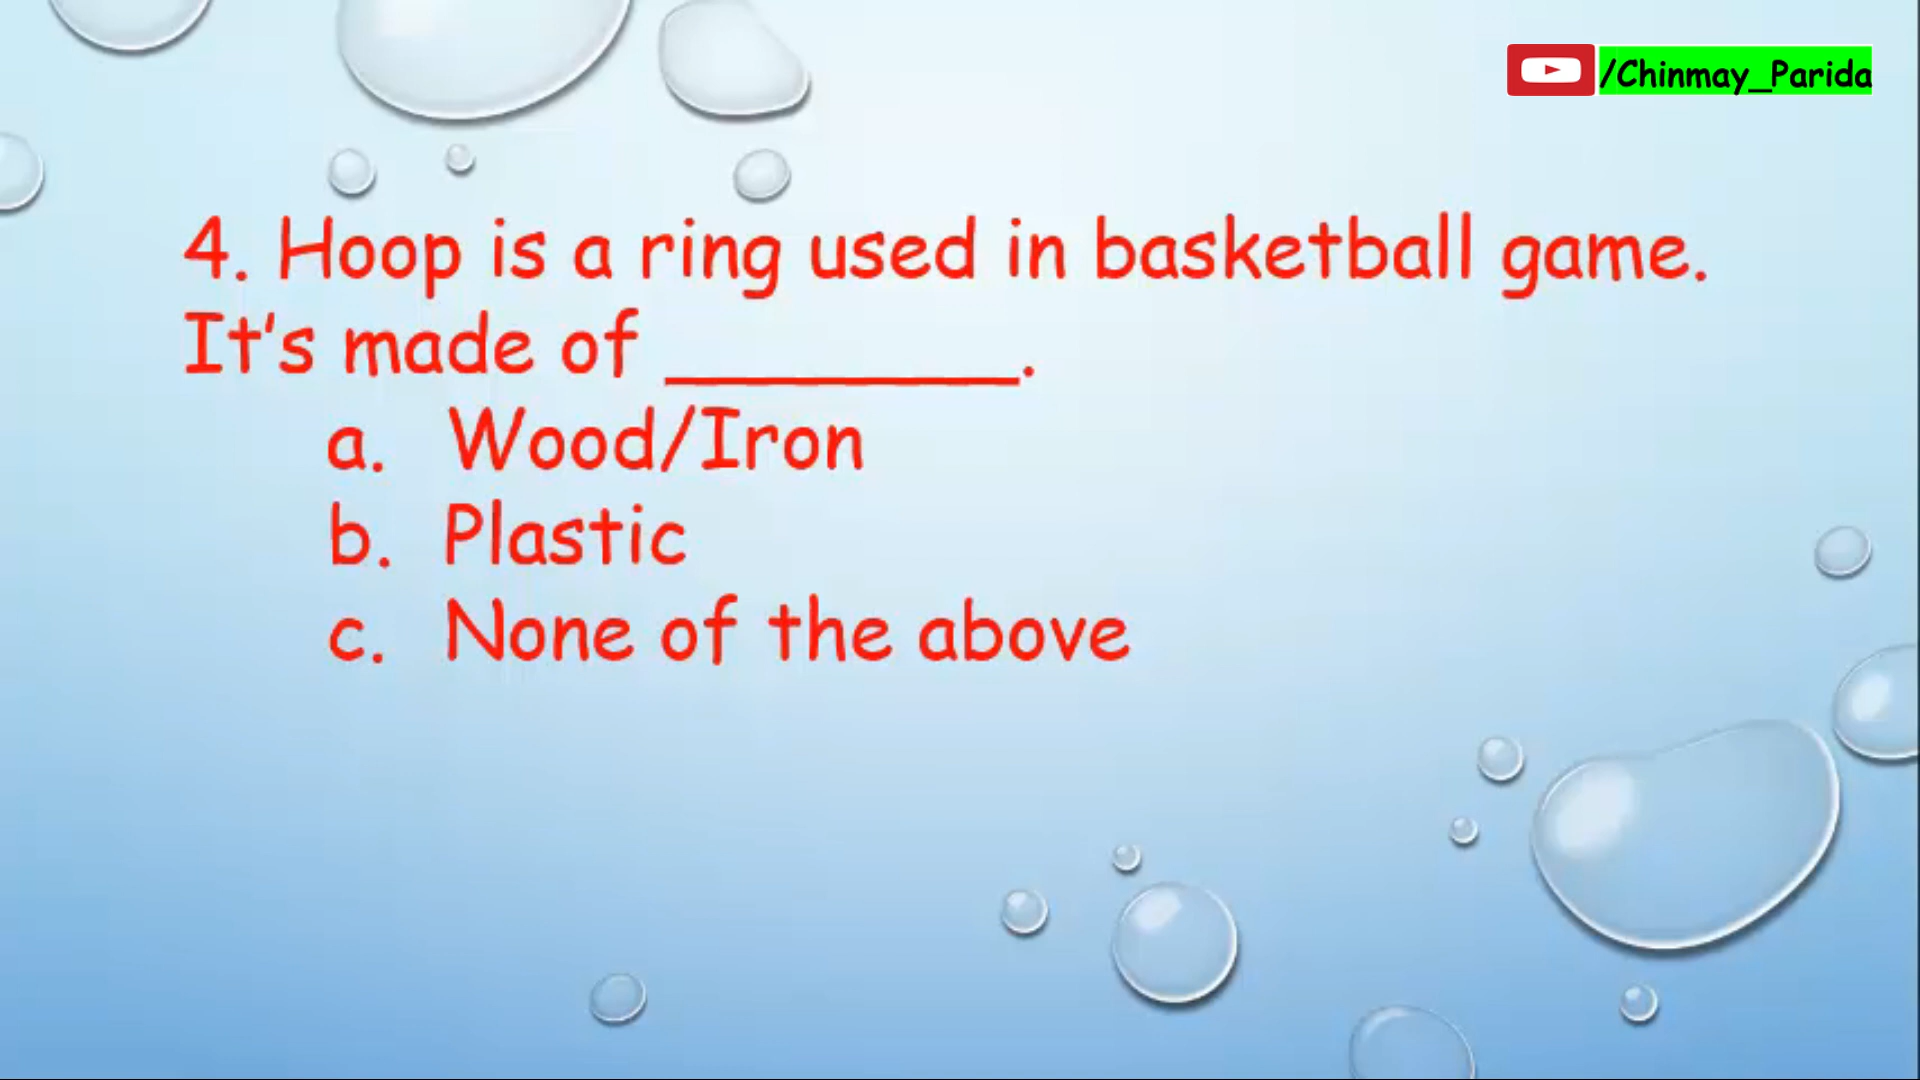 /Chinmay_Parida
4. Hoop is a ring used in basketball game.
It's made of ________.
a. Wood/Iron
b. Plastic
c. None of the above